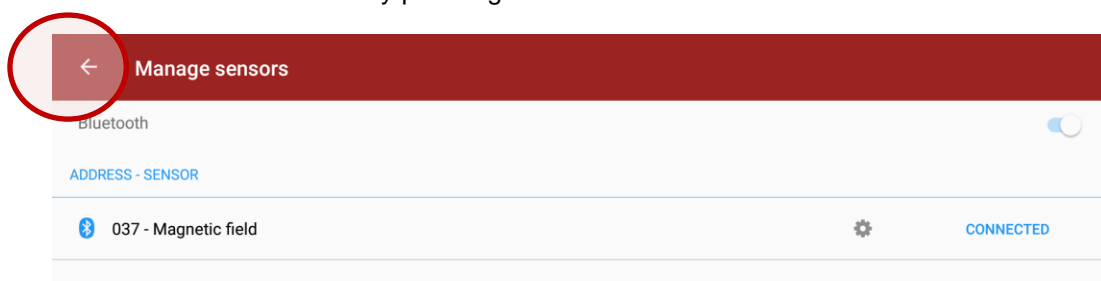 Manage sensors
Bluetooth
ADDRESS - SENSOR
037 - Magnetic field CONNECTED